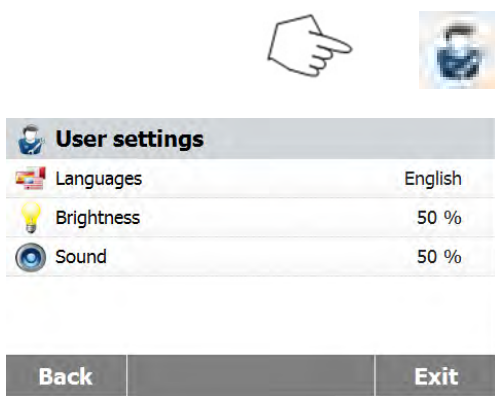 User settings
Languages English
Brightness 50 %
Sound 50 %
Back Exit